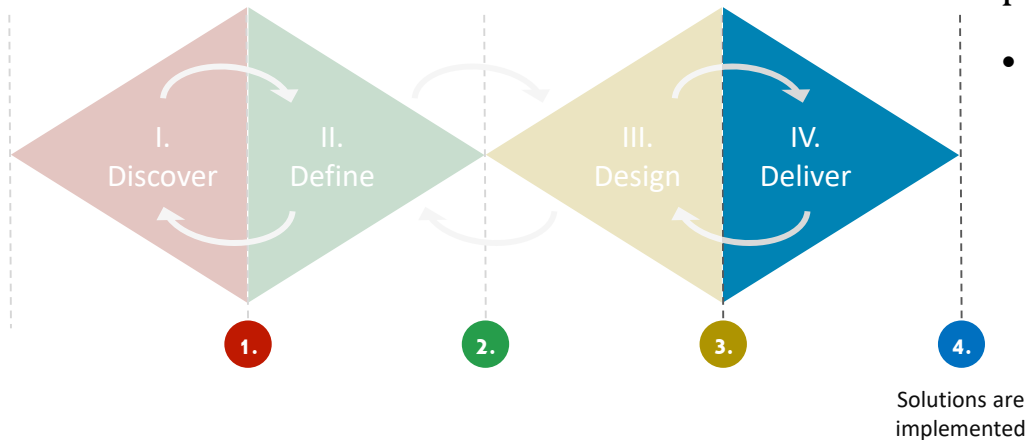 I.
Discover
II.
Define
III.
Design
IV.
Deliver
1.
2.
3.
4.
Solutions are
implemented